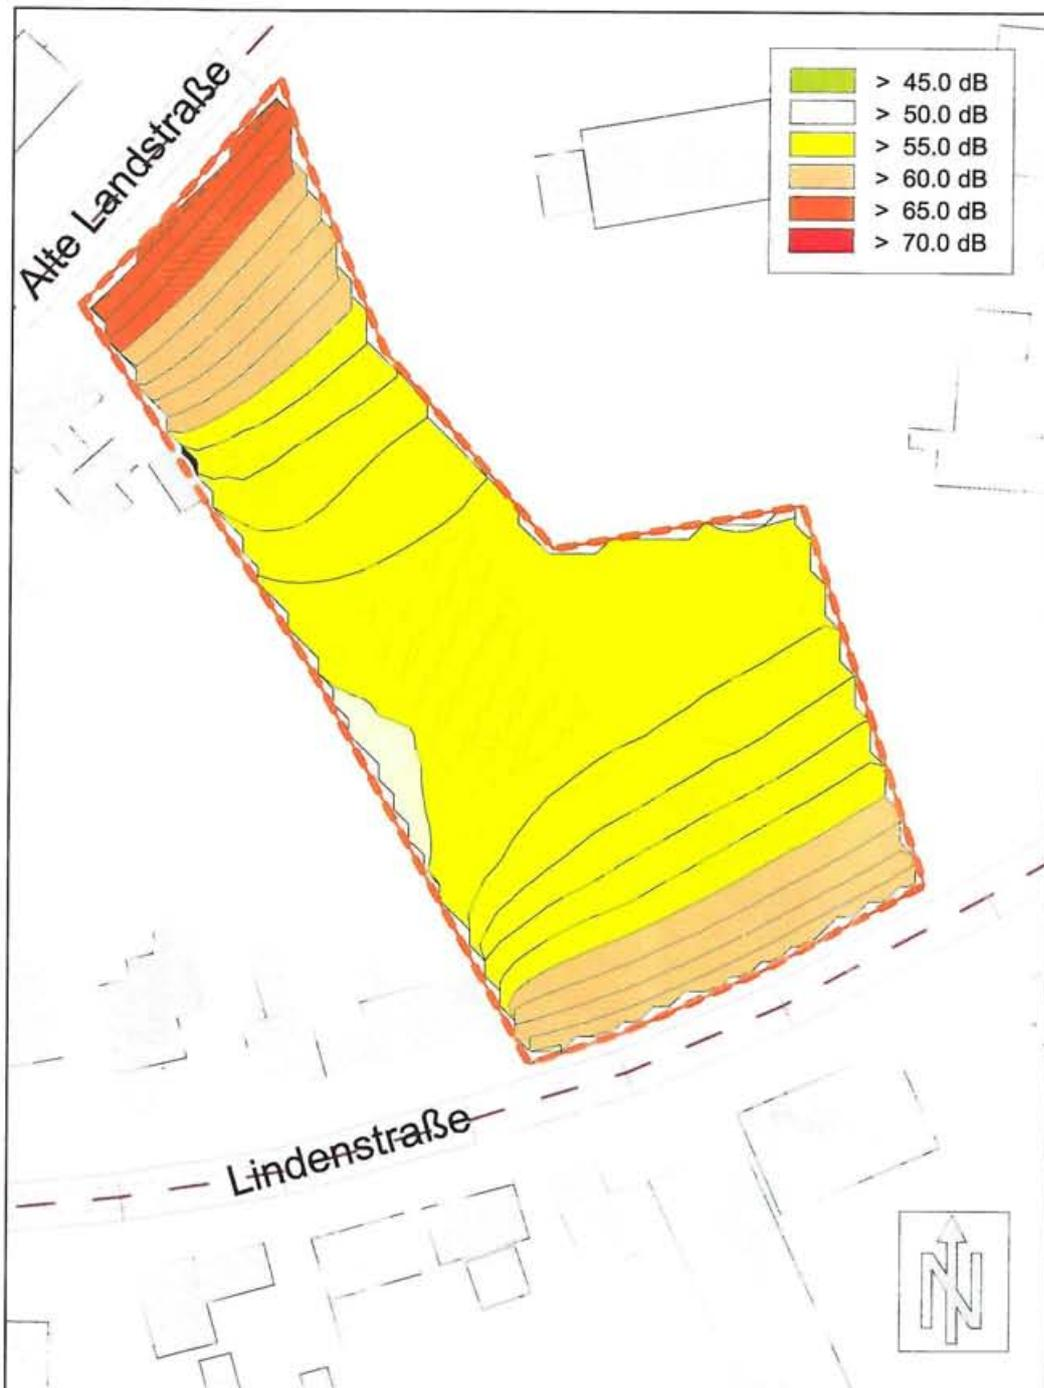 Alte Landstraße
> 45.0 dB
> 50.0 dB
> 55.0 dB
> 60.0 dB
> 65.0 dB
> 70.0 dB
Lindenstraße
N